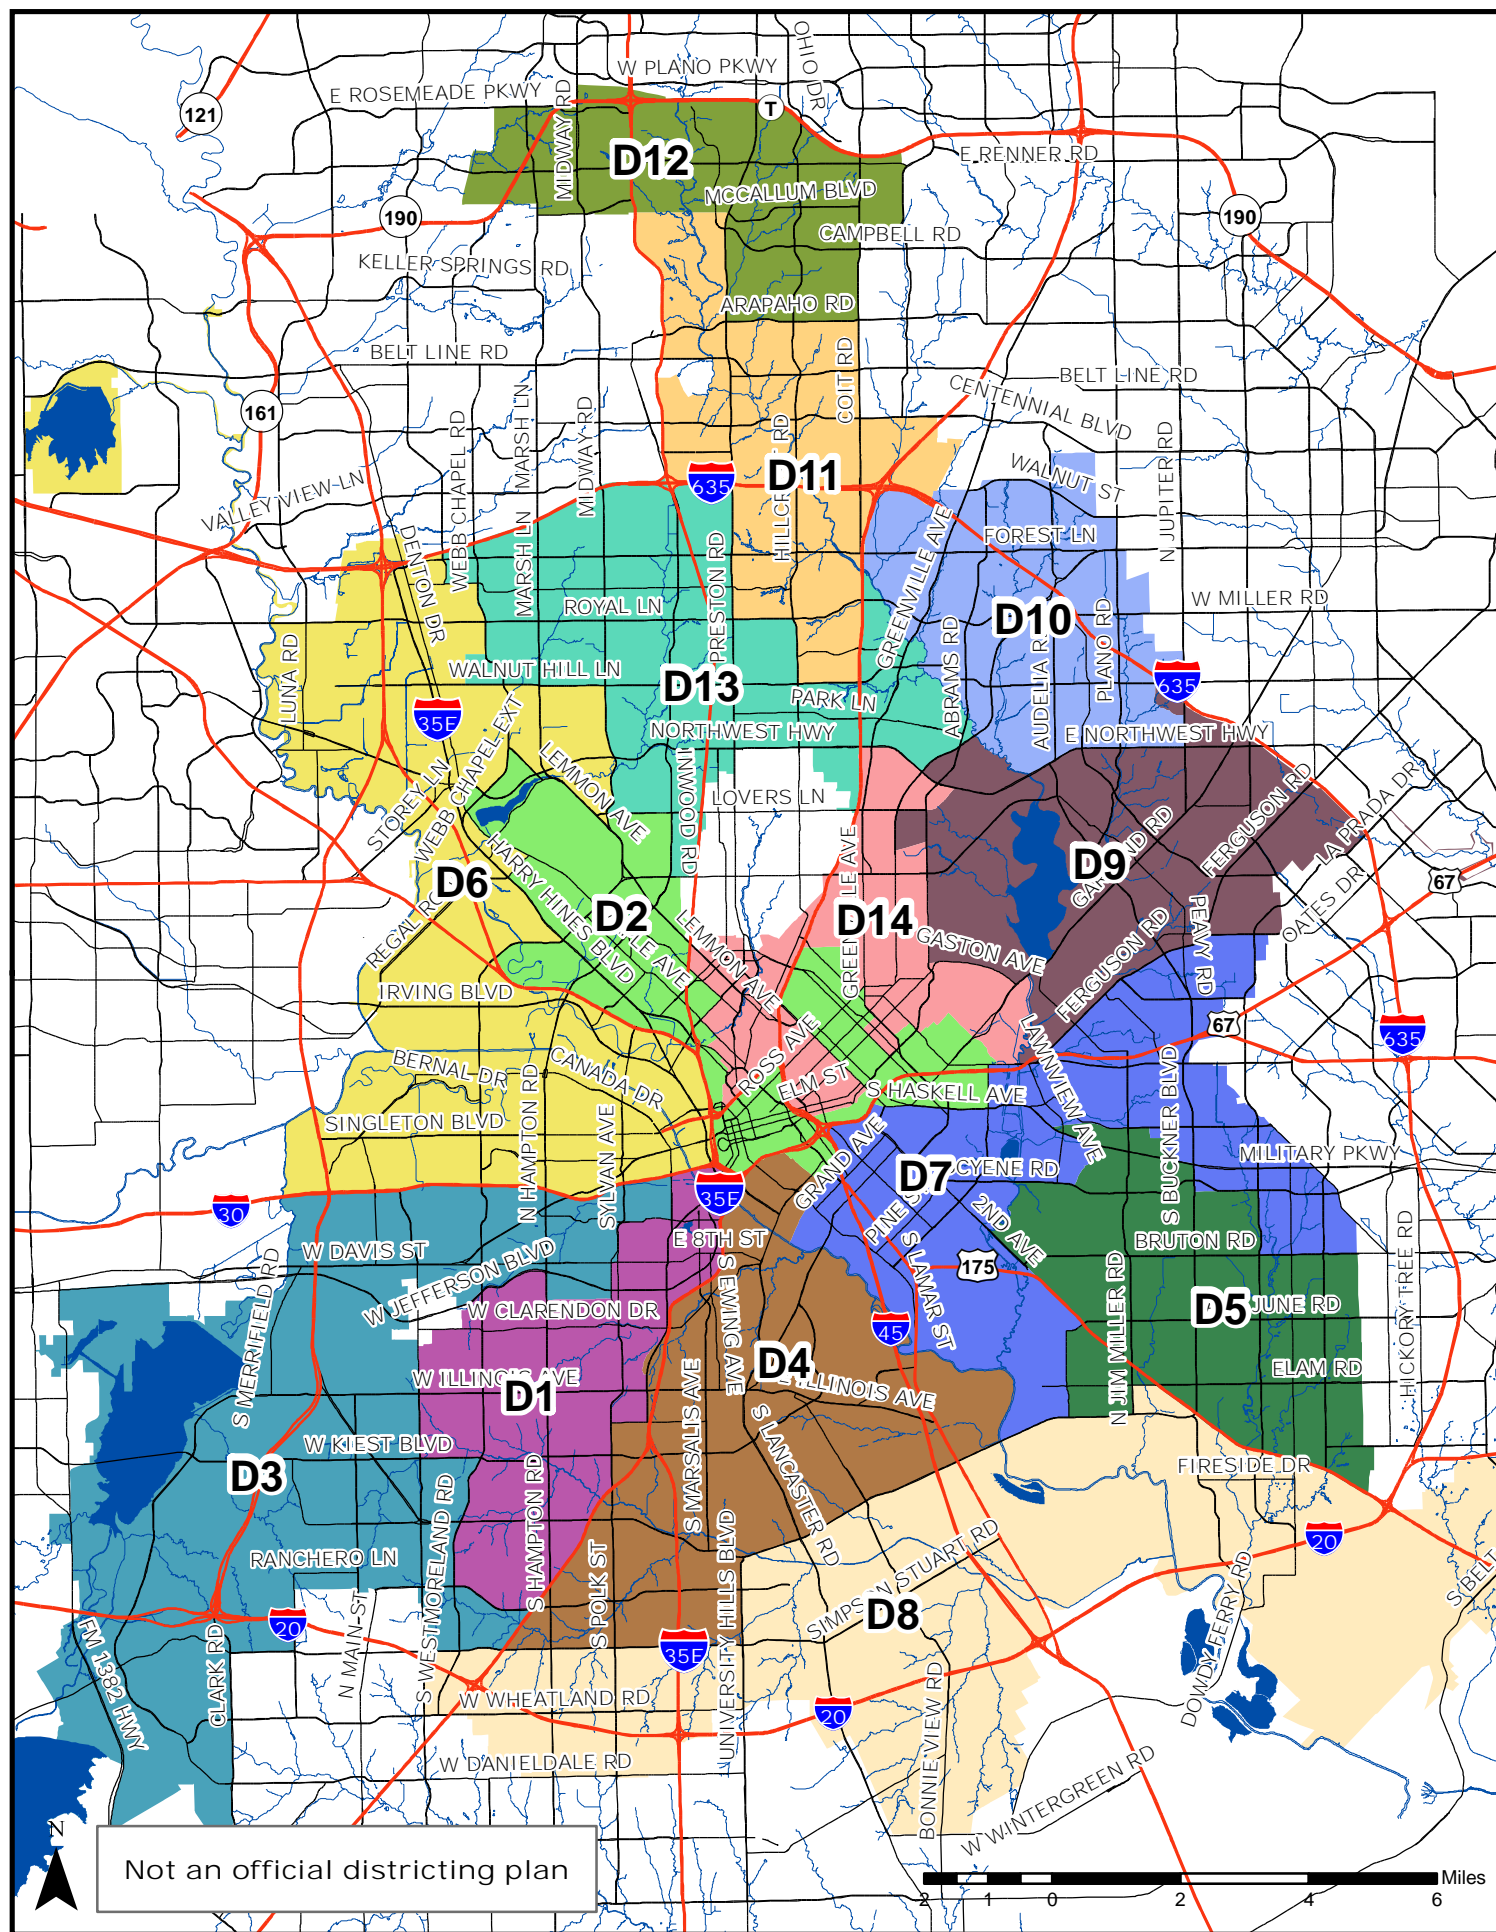 W PLANO PKWY
OHIO DR
E ROSEMEADE PKWY
MIDWAY RD
121
T
E RENNER RD
D12
MCCALLUM BLVD
190
190
CAMPBELL RD
KELLER SPRINGS RD
ARAPAHO RD
BELT LINE RD
COIT RD
BELT LINE RD
CENTENNIAL BLVD
161
MARSH LN
MIDWAY RD
WEBB CHAPEL RD
N JUPITER RD
WALNUT ST
D11
635
VALLEY VIEW LN
MARSH LN
DENTON DR
PRESTON RD
GREENVILLE AVE
FOREST LN
ROYAL LN
W MILLER RD
D10
ABRAMS RD
PLANO RD
LUNA RD
WALNUT HILL LN
D13
PARK LN
635
35E
NORTHWEST HWY
E NORTHWEST HWY
WEBB CHAPEL EXT
LEMMON AVE
STOREY LN
INWOOD RD
LOVERS LN
FERGUSON RD
LA PRADA DR
HARRY HINES BLVD
D6
D9
67
D2
D14
PEAVY RD
OATES DR
LEMMON AVE
GASTON AVE
FERGUSON RD
IRVING BLVD
67
635
ROSS AVE
LAWNVIEW AVE
BERNAL DR
CANADA DR
ELM ST
S HASKELL AVE
S BUCKNER BLVD
SINGLETON BLVD
N HAMPTON RD
SYLVAN AVE
GRAND AVE
MILITARY PKWY
D7
35E
30
2ND AVE
W DAVIS ST
E 8TH ST
BRUTON RD
S MERRIFIELD RD
W JEFFERSON BLVD
S EWING AVE
S LAMAR ST
175
N JIM MILLER RD
HICKORY TREE RD
W CLARENDON DR
D5
JUNE RD
45
D4
ELAM RD
D1
S MARSALIS AVE
W KIEST BLVD
S LANCASTER RD
D3
FIRESIDE DR
S WESTMORELAND RD
S HAMPTON RD
20
RANCHERO LN
S POLK ST
UNIVERSITY HILLS BLVD
D8
DOWDY FERRY RD
20
N MAIN ST
35E
FM 1382 HWY
CLARK RD
W WHEATLAND RD
20
BONNIE VIEW RD
W DANIELDALE RD
W WINTERGREEN RD
N
Not an official districting plan
Miles
2 1 0 2 4 6